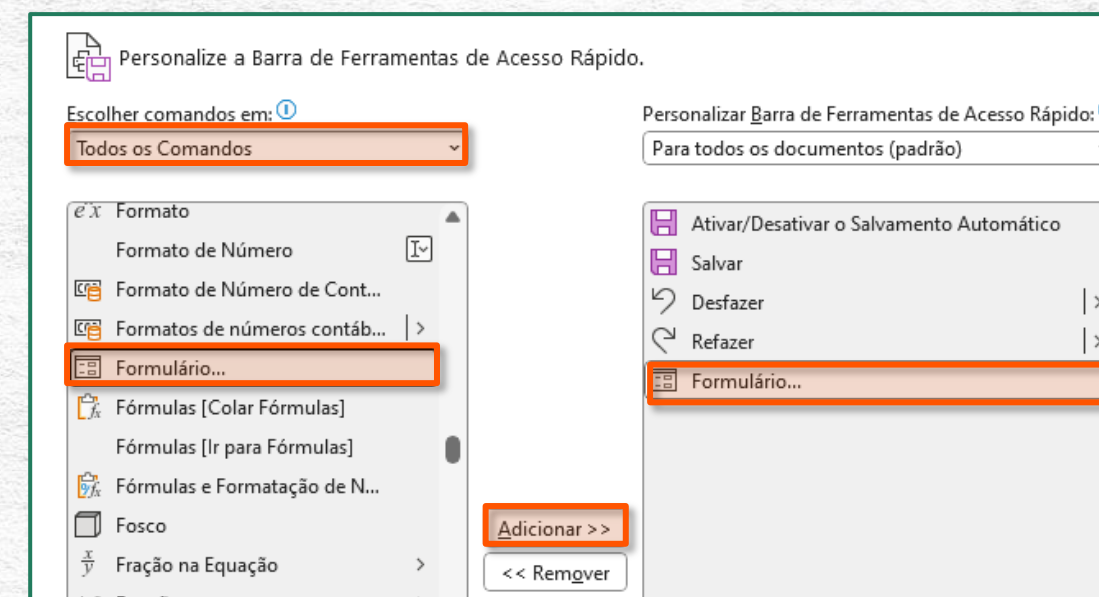 Personalize a Barra de Ferramentas de Acesso Rápido.
Escolher comandos em:
Todos os Comandos
Formato
Formato de Número
Formato de Número de Cont...
Formatos de números contáb...
Formulário...
Fórmulas [Colar Fórmulas]
Fórmulas [Ir para Fórmulas]
Fórmulas e Formatação de N...
Fosco
x
y
Fração na Equação
Adicionar >>
<< Remover
Personalizar Barra de Ferramentas de Acesso Rápido:
Para todos os documentos (padrão)
Ativar/Desativar o Salvamento Automático
Salvar
Desfazer
Refazer
Formulário...